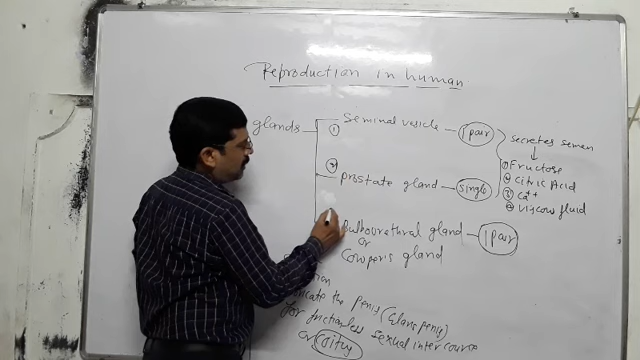 Reproduction in human
glands
① Seminal vesicle — 1 pair
② prostate gland — single
Bulbourethral gland — 1 pair
or
Cowper's gland
secretes semen
① Fructose
② Citric Acid
③ Ca++
④ viscous fluid
the penis (Glans penis)
for frictionless sexual intercourse
or coitus